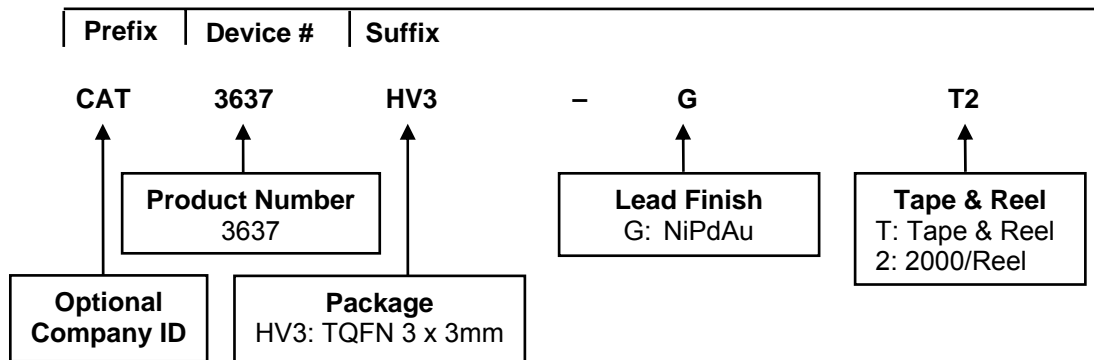 Prefix Device # Suffix
CAT 3637 HV3 – G T2
Product Number
3637
Lead Finish
G: NiPdAu
Tape & Reel
T: Tape & Reel
2: 2000/Reel
Optional
Company ID
Package
HV3: TQFN 3 x 3mm